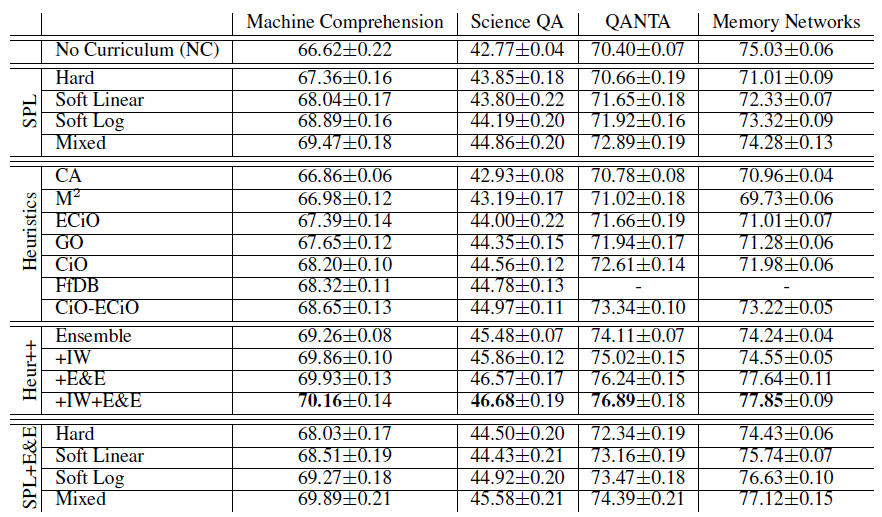 Machine Comprehension Science QA QANTA Memory Networks
No Curriculum (NC) 66.62±0.22 42.77±0.04 70.40±0.07 75.03±0.06
SPL
Hard 67.36±0.16 43.85±0.18 70.66±0.19 71.01±0.09
Soft Linear 68.04±0.17 43.80±0.22 71.65±0.18 72.33±0.07
Soft Log 68.89±0.16 44.19±0.20 71.92±0.16 73.32±0.09
Mixed 69.47±0.18 44.86±0.20 72.89±0.19 74.28±0.13
Heuristics
CA 66.86±0.06 42.93±0.08 70.78±0.08 70.96±0.04
M² 66.98±0.12 43.19±0.17 71.02±0.18 69.73±0.06
ECiO 67.39±0.14 44.00±0.22 71.66±0.19 71.01±0.07
GO 67.65±0.12 44.35±0.15 71.94±0.17 71.28±0.06
CiO 68.20±0.10 44.56±0.12 72.61±0.14 71.98±0.06
FfDB 68.32±0.11 44.78±0.13 - -
CiO-ECiO 68.65±0.13 44.97±0.11 73.34±0.10 73.22±0.05
Heur++
Ensemble 69.26±0.08 45.48±0.07 74.11±0.07 74.24±0.04
+IW 69.86±0.10 45.86±0.12 75.02±0.15 74.55±0.05
+E&E 69.93±0.13 46.57±0.17 76.24±0.15 77.64±0.11
+IW+E&E 70.16±0.14 46.68±0.19 76.89±0.18 77.85±0.09
SPL+E&E
Hard 68.03±0.17 44.50±0.20 72.34±0.19 74.43±0.06
Soft Linear 68.51±0.19 44.43±0.21 73.16±0.19 75.74±0.07
Soft Log 69.27±0.18 44.92±0.20 73.47±0.18 76.63±0.10
Mixed 69.89±0.21 45.58±0.21 74.39±0.21 77.12±0.15